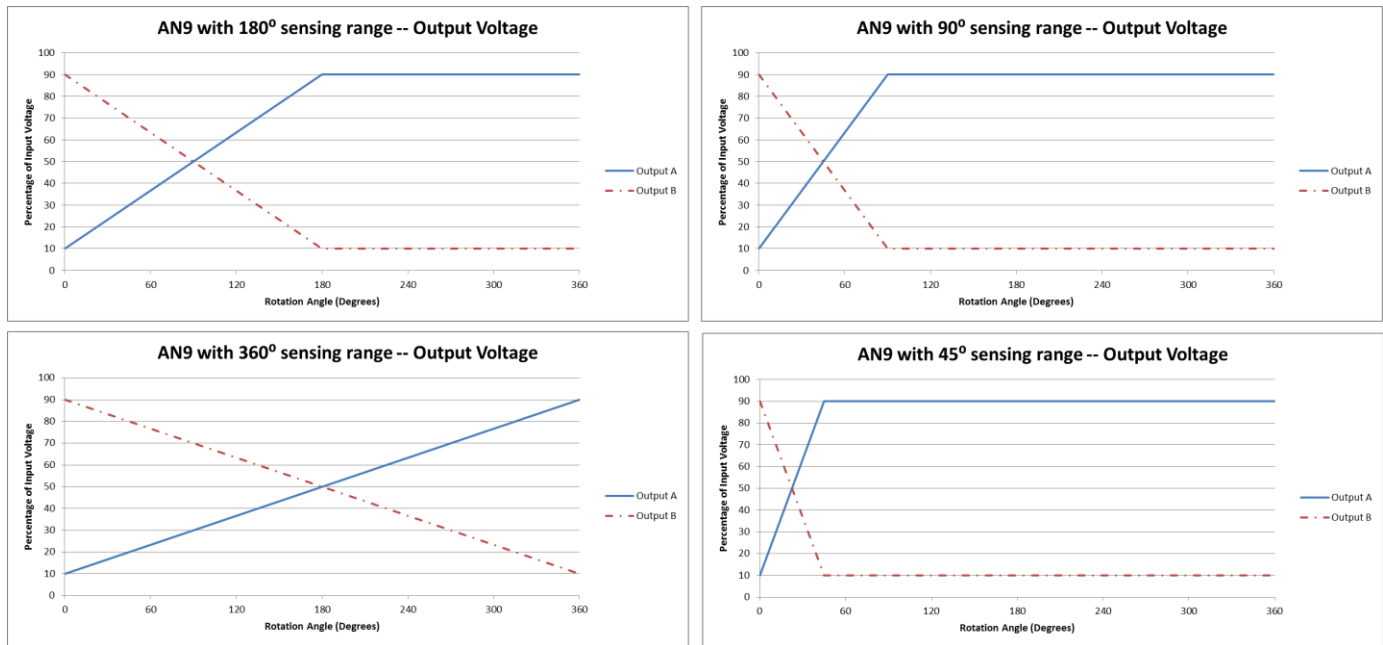 AN9 with 180⁰ sensing range -- Output Voltage
Percentage of Input Voltage
100
90
80
70
60
50
40
30
20
10
0
0 60 120 180 240 300 360
Rotation Angle (Degrees)
Output A
Output B
AN9 with 90⁰ sensing range -- Output Voltage
Percentage of Input Voltage
100
90
80
70
60
50
40
30
20
10
0
0 60 120 180 240 300 360
Rotation Angle (Degrees)
Output A
Output B
AN9 with 360⁰ sensing range -- Output Voltage
Percentage of Input Voltage
100
90
80
70
60
50
40
30
20
10
0
0 60 120 180 240 300 360
Rotation Angle (Degrees)
Output A
Output B
AN9 with 45⁰ sensing range -- Output Voltage
Percentage of Input Voltage
100
90
80
70
60
50
40
30
20
10
0
0 60 120 180 240 300 360
Rotation Angle (Degrees)
Output A
Output B